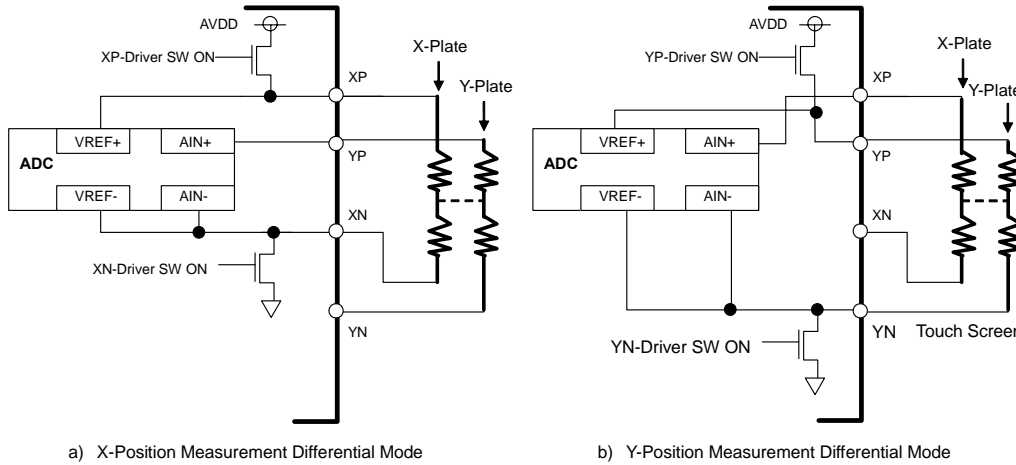 AVDD
XP-Driver SW ON
X-Plate
Y-Plate
XP
VREF+
AIN+
ADC
YP
VREF-
AIN-
XN
XN-Driver SW ON
YN
a) X-Position Measurement Differential Mode
AVDD
YP-Driver SW ON
X-Plate
Y-Plate
XP
VREF+
AIN+
ADC
YP
VREF-
AIN-
XN
YN-Driver SW ON
YN
Touch Screen
b) Y-Position Measurement Differential Mode